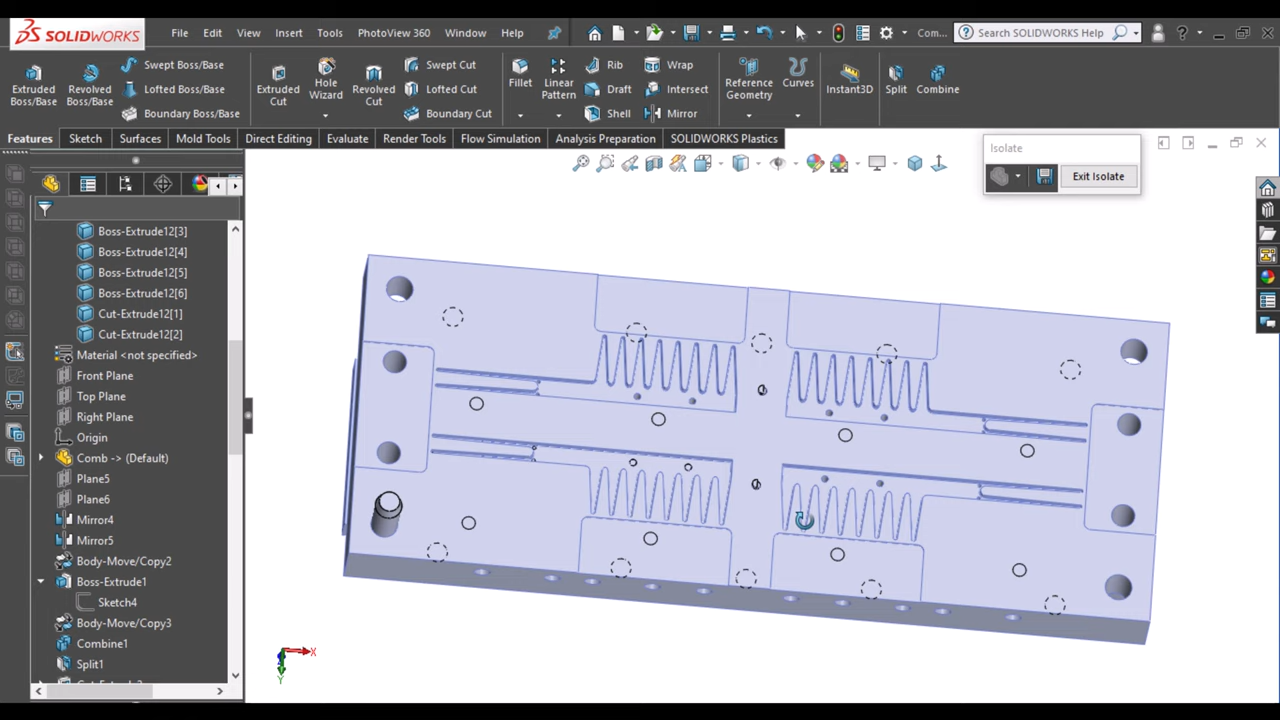 SOLIDWORKS File Edit View Insert Tools PhotoView 360 Window Help Com... Search SOLIDWORKS Help
Extruded Boss/Base
Revolved Boss/Base
Swept Boss/Base
Lofted Boss/Base
Boundary Boss/Base
Extruded Cut
Hole Wizard
Revolved Cut
Swept Cut
Lofted Cut
Boundary Cut
Fillet
Linear Pattern
Rib
Draft
Shell
Wrap
Intersect
Mirror
Reference Geometry
Curves
Instant3D
Split
Combine
Features Sketch Surfaces Mold Tools Direct Editing Evaluate Render Tools Flow Simulation Analysis Preparation SOLIDWORKS Plastics
Isolate
Exit Isolate
Boss-Extrude12[3]
Boss-Extrude12[4]
Boss-Extrude12[5]
Boss-Extrude12[6]
Cut-Extrude12[1]
Cut-Extrude12[2]
Material <not specified>
Front Plane
Top Plane
Right Plane
Origin
Comb -> (Default)
Plane5
Plane6
Mirror4
Mirror5
Body-Move/Copy2
Boss-Extrude1
Sketch4
Body-Move/Copy3
Combine1
Split1
X
Y